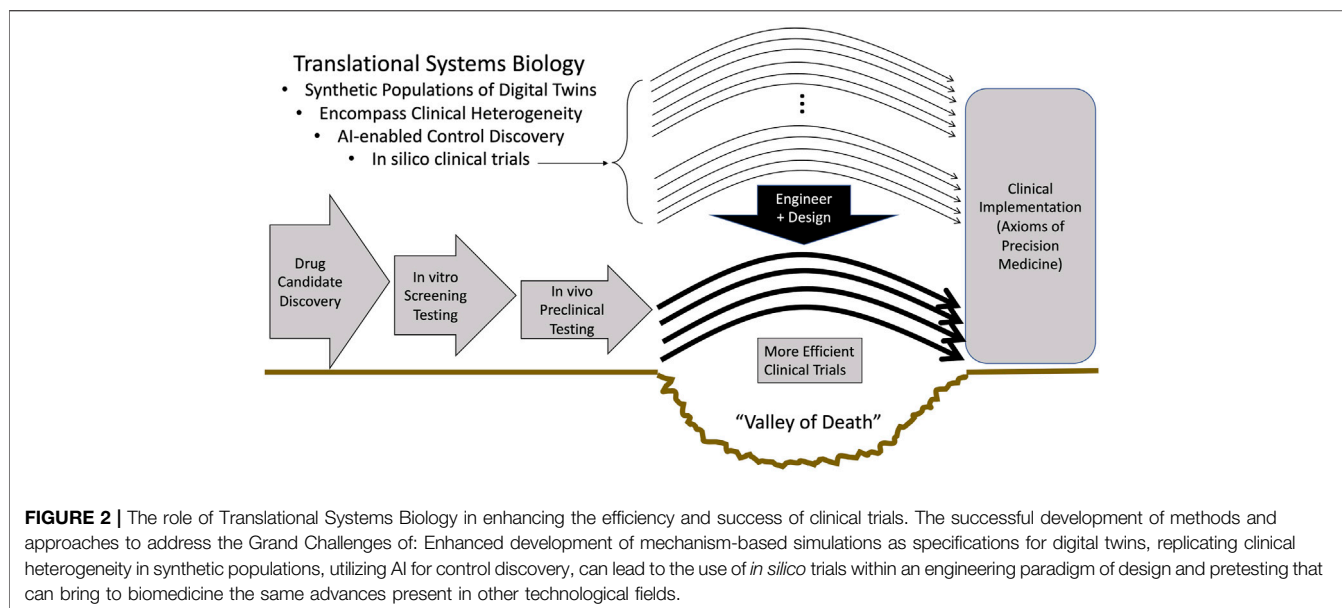 Translational Systems Biology
• Synthetic Populations of Digital Twins
• Encompass Clinical Heterogeneity
• AI-enabled Control Discovery
• In silico clinical trials
Engineer
+ Design
Clinical
Implementation
(Axioms of
Precision
Medicine)
Drug
Candidate
Discovery
In vitro
Screening
Testing
In vivo
Preclinical
Testing
More Efficient
Clinical Trials
“Valley of Death”
FIGURE 2 | The role of Translational Systems Biology in enhancing the efficiency and success of clinical trials. The successful development of methods and
approaches to address the Grand Challenges of: Enhanced development of mechanism-based simulations as specifications for digital twins, replicating clinical
heterogeneity in synthetic populations, utilizing AI for control discovery, can lead to the use of in silico trials within an engineering paradigm of design and pretesting that
can bring to biomedicine the same advances present in other technological fields.